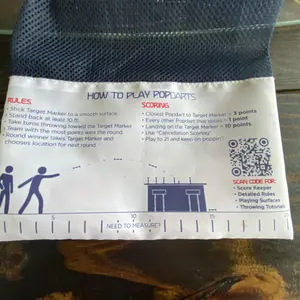 HOW TO PLAY POPDARTS
RULES
• Stick Target Marker to a smooth surface
• Stand back at least 10 ft.
• Take turns throwing toward the Target Marker
• Team with the most points wins the round
• Round winner takes Target Marker and
chooses location for next round
SCORING
• Closest Popdart to Target Marker = 3 points
• Every other Popdart that stands = 1 point
• Landing on the Target Marker = 10 points
• Use "Cancellation Scoring"
• Play to 21 and keep on poppin'!
SCAN CODE FOR:
• Score Keeper
• Detailed Rules
• Playing Surfaces
• Throwing Tutorials
5 10 15
NEED TO MEASURE?